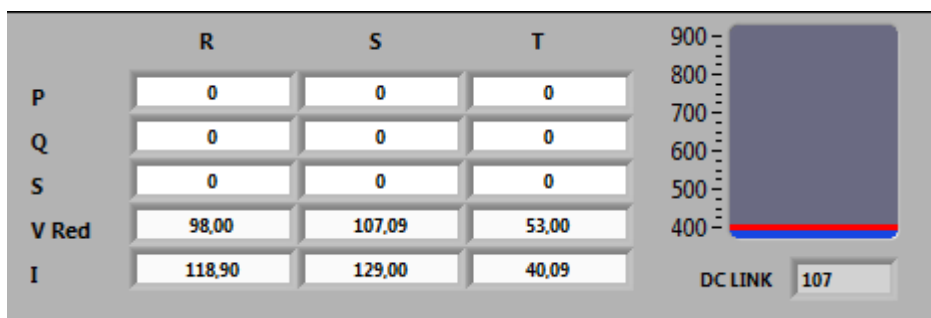 R S T
P 0 0 0
Q 0 0 0
S 0 0 0
V Red 98,00 107,09 53,00
I 118,90 129,00 40,09
900
800
700
600
500
400
DC LINK 107